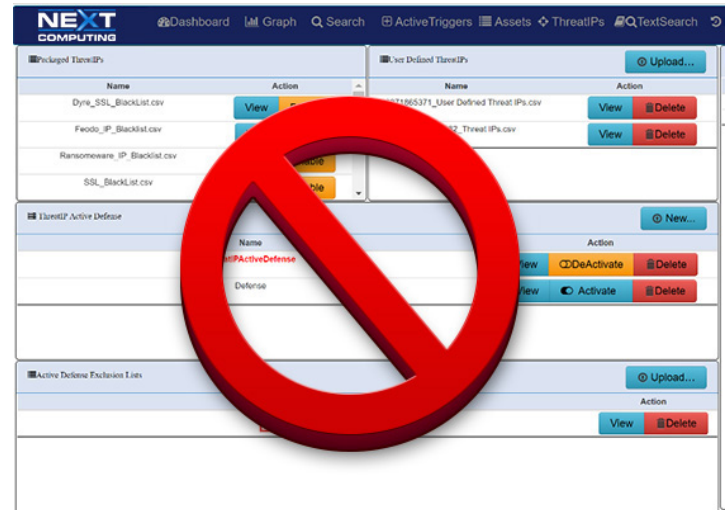 NEXT COMPUTING
Dashboard Graph Search ActiveTriggers Assets ThreatIPs TextSearch
Packaged ThreatIPs
Name Action
Dyre_SSL_BlackList.csv View
Feodo_IP_Blacklist.csv
Ransomeware_IP_Blacklist.csv
SSL_BlackList.csv
User Defined ThreatIPs
Upload...
Name Action
User Defined Threat IPs.csv View Delete
Threat IPs.csv View Delete
ThreatIP Active Defense
New...
Name Action
DeActivate Delete
Defense View Activate Delete
Active Defense Exclusion Lists
Upload...
Action
View Delete